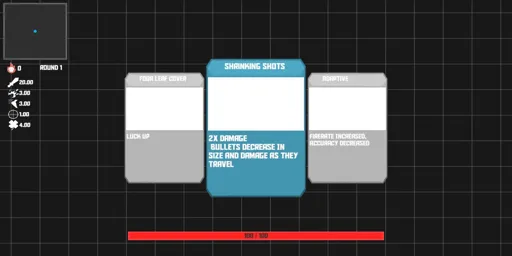 0 ROUND 1
20.00
3.00
3.00
1.00
4.00
FOUR LEAF COVER
LUCK UP
SHRINKING SHOTS
2X DAMAGE
BULLETS DECREASE IN
SIZE AND DAMAGE AS THEY
TRAVEL
ADAPTIVE
FIRERATE INCREASED,
ACCURACY DECREASED
100 / 100